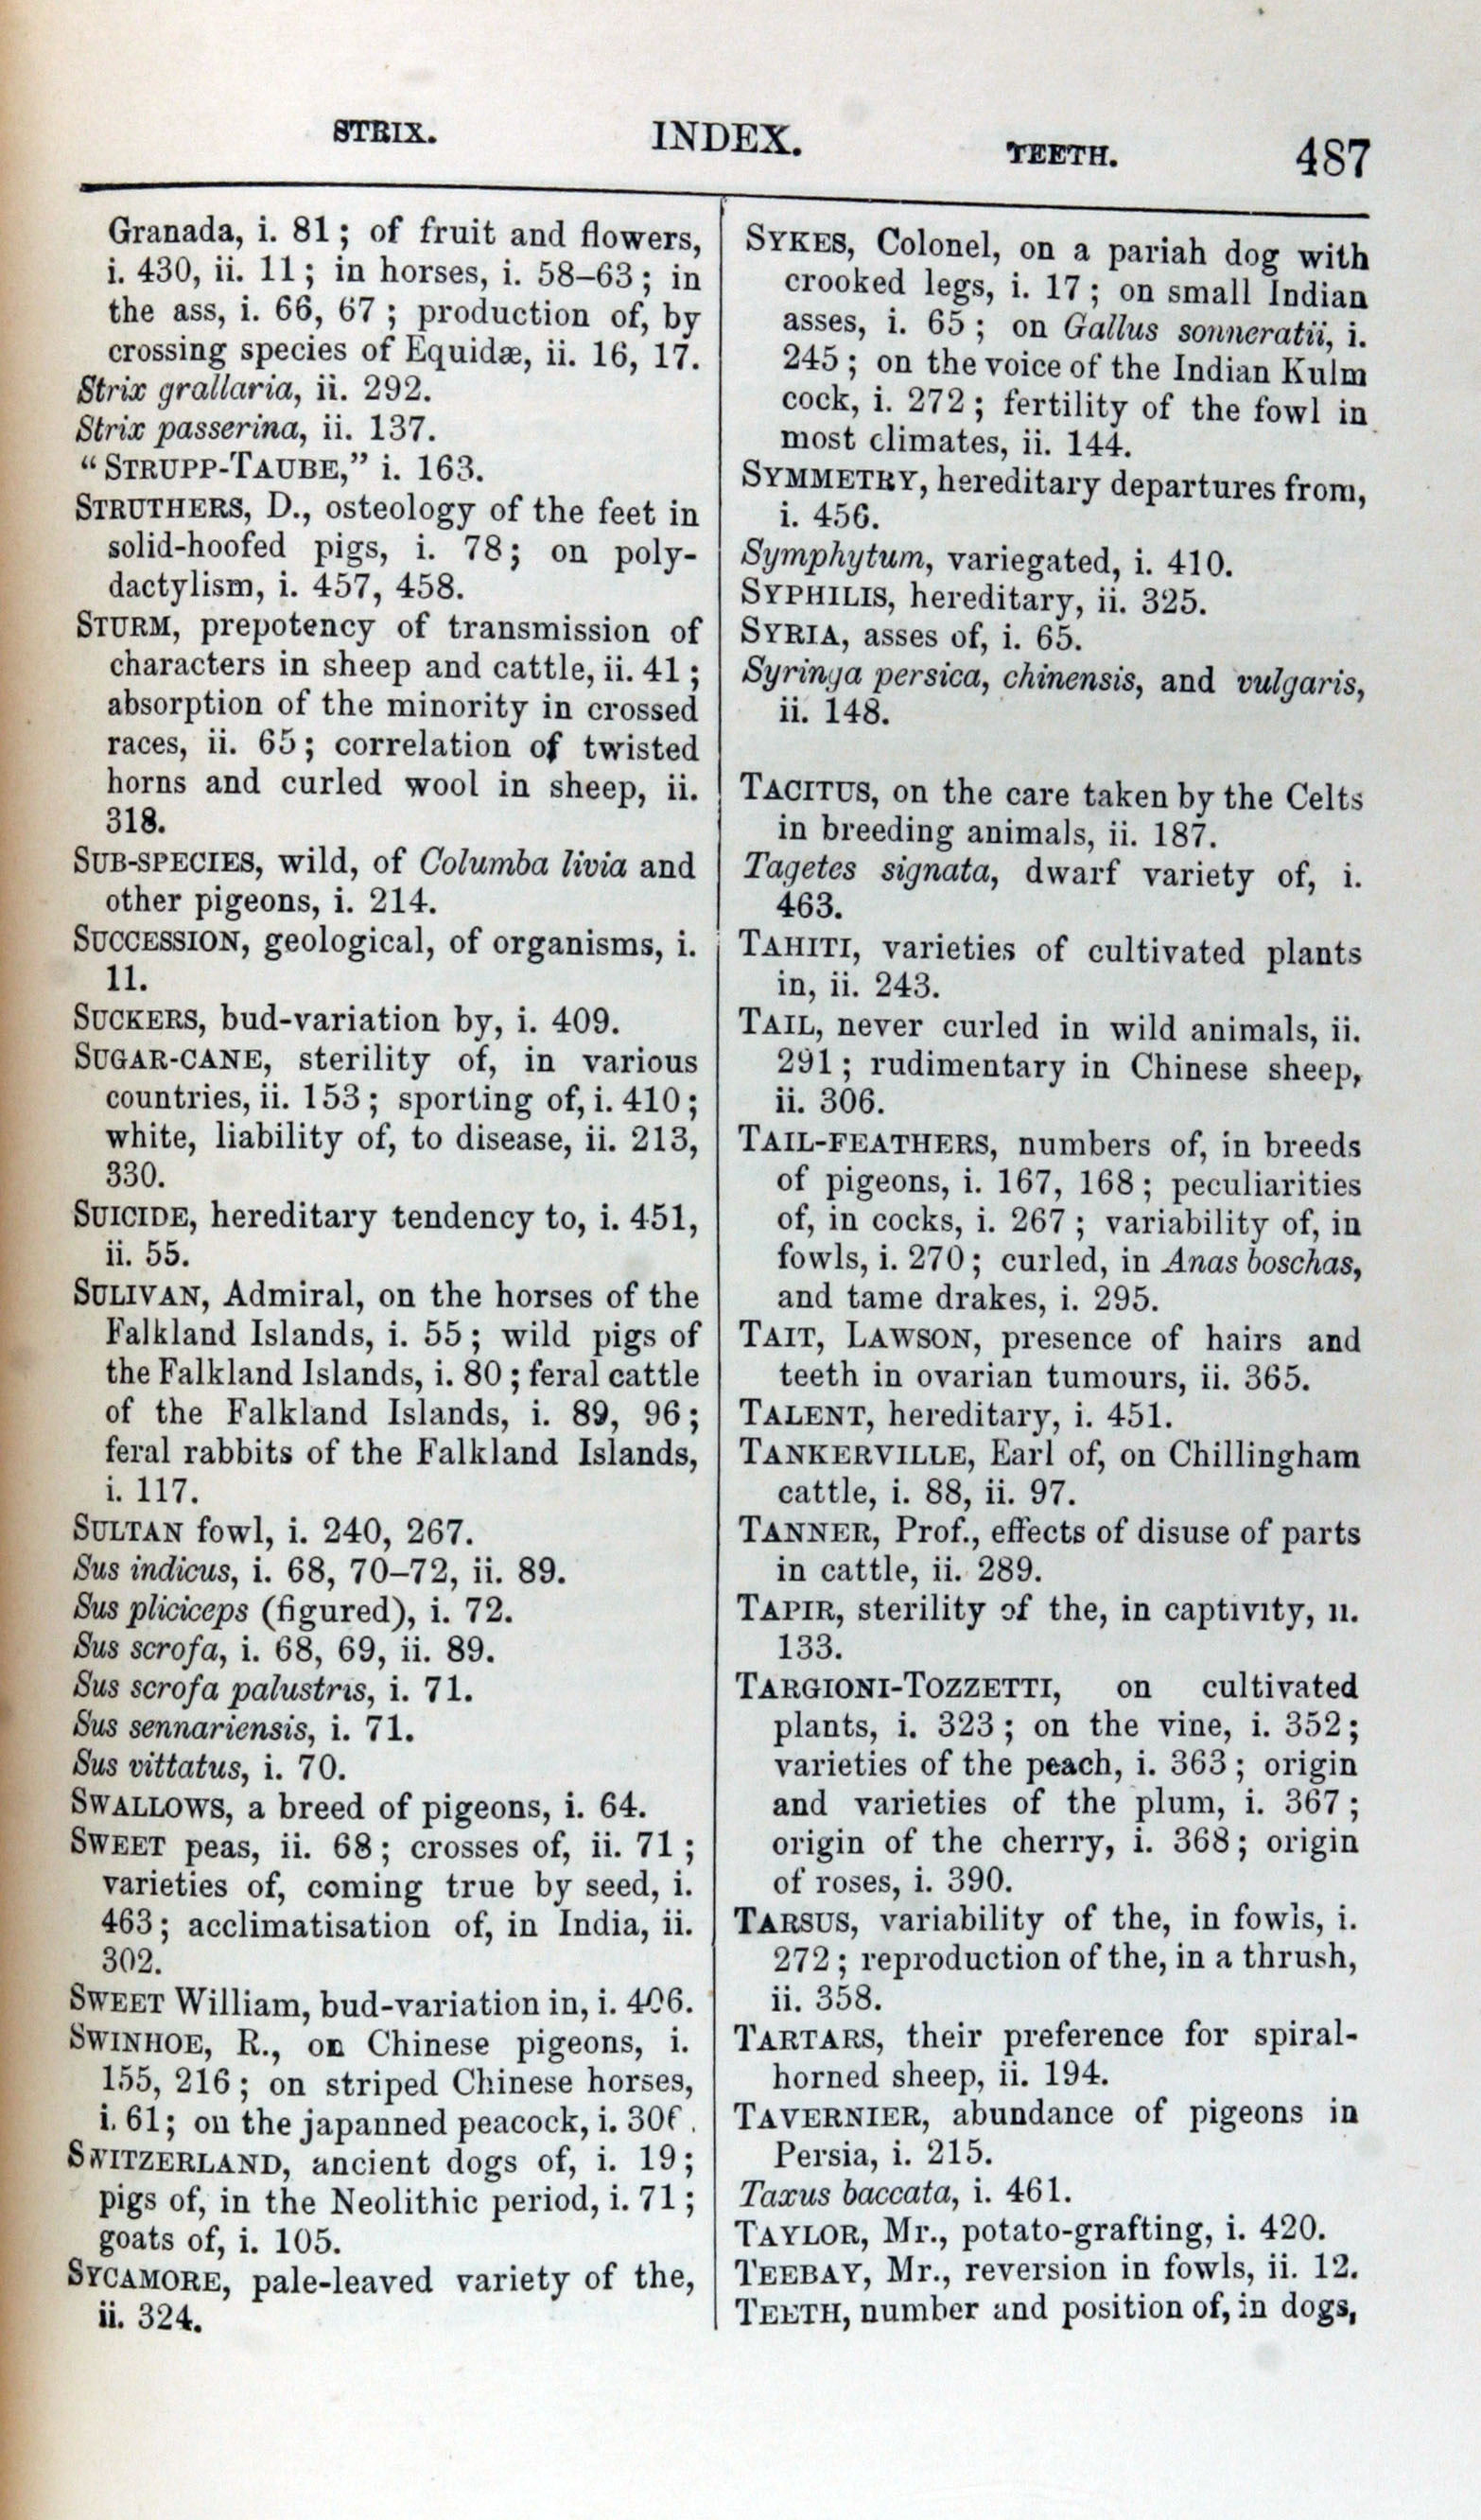 STRIX. INDEX. TEETH. 487
Granada, i. 81; of fruit and flowers,
i. 430, ii. 11; in horses, i. 58–63; in
the ass, i. 66, 67; production of, by
crossing species of Equidæ, ii. 16, 17.
Strix grallaria, ii. 292.
Strix passerina, ii. 137.
“STRUPP-TAUBE,” i. 163.
STRUTHERS, D., osteology of the feet in
solid-hoofed pigs, i. 78; on poly-
dactylism, i. 457, 458.
STURM, prepotency of transmission of
characters in sheep and cattle, ii. 41;
absorption of the minority in crossed
races, ii. 65; correlation of twisted
horns and curled wool in sheep, ii.
318.
SUB-SPECIES, wild, of Columba livia and
other pigeons, i. 214.
SUCCESSION, geological, of organisms, i.
11.
SUCKERS, bud-variation by, i. 409.
SUGAR-CANE, sterility of, in various
countries, ii. 153; sporting of, i. 410;
white, liability of, to disease, ii. 213,
330.
SUICIDE, hereditary tendency to, i. 451,
ii. 55.
SULIVAN, Admiral, on the horses of the
Falkland Islands, i. 55; wild pigs of
the Falkland Islands, i. 80; feral cattle
of the Falkland Islands, i. 89, 96;
feral rabbits of the Falkland Islands,
i. 117.
SULTAN fowl, i. 240, 267.
Sus indicus, i. 68, 70–72, ii. 89.
Sus pliciceps (figured), i. 72.
Sus scrofa, i. 68, 69, ii. 89.
Sus scrofa palustris, i. 71.
Sus sennariensis, i. 71.
Sus vittatus, i. 70.
SWALLOWS, a breed of pigeons, i. 64.
SWEET peas, ii. 68; crosses of, ii. 71;
varieties of, coming true by seed, i.
463; acclimatisation of, in India, ii.
302.
SWEET William, bud-variation in, i. 406.
SWINHOE, R., on Chinese pigeons, i.
155, 216; on striped Chinese horses,
i. 61; on the japanned peacock, i.
SWITZERLAND, ancient dogs of, i. 19;
pigs of, in the Neolithic period, i. 71;
goats of, i. 105.
SYCAMORE, pale-leaved variety of the,
ii. 324.
SYKES, Colonel, on a pariah dog with
crooked legs, i. 17; on small Indian
asses, i. 65; on Gallus sonneratii, i.
245; on the voice of the Indian Kulm
cock, i. 272; fertility of the fowl in
most climates, ii. 144.
SYMMETRY, hereditary departures from,
i. 456.
Symphytum, variegated, i. 410.
SYPHILIS, hereditary, ii. 325.
SYRIA, asses of, i. 65.
Syringa persica, chinensis, and vulgaris,
ii. 148.
TACITUS, on the care taken by the Celts
in breeding animals, ii. 187.
Tagetes signata, dwarf variety of, i.
463.
TAHITI, varieties of cultivated plants
in, ii. 243.
TAIL, never curled in wild animals, ii.
291; rudimentary in Chinese sheep,
ii. 306.
TAIL-FEATHERS, numbers of, in breeds
of pigeons, i. 167, 168; peculiarities
of, in cocks, i. 267; variability of, in
fowls, i. 270; curled, in Anas boschas,
and tame drakes, i. 295.
TAIT, LAWSON, presence of hairs and
teeth in ovarian tumours, ii. 365.
TALENT, hereditary, i. 451.
TANKERVILLE, Earl of, on Chillingham
cattle, i. 88, ii. 97.
TANNER, Prof., effects of disuse of parts
in cattle, ii. 289.
TAPIR, sterility of the, in captivity, ii.
133.
TARGIONI-TOZZETTI, on cultivated
plants, i. 323; on the vine, i. 352;
varieties of the peach, i. 363; origin
and varieties of the plum, i. 367;
origin of the cherry, i. 368; origin
of roses, i. 390.
TARSUS, variability of the, in fowls, i.
272; reproduction of the, in a thrush,
ii. 358.
TARTARS, their preference for spiral-
horned sheep, ii. 194.
TAVERNIER, abundance of pigeons in
Persia, i. 215.
Taxus baccata, i. 461.
TAYLOR, Mr., potato-grafting, i. 420.
TEEBAY, Mr., reversion in fowls, ii. 12.
TEETH, number and position of, in dogs,